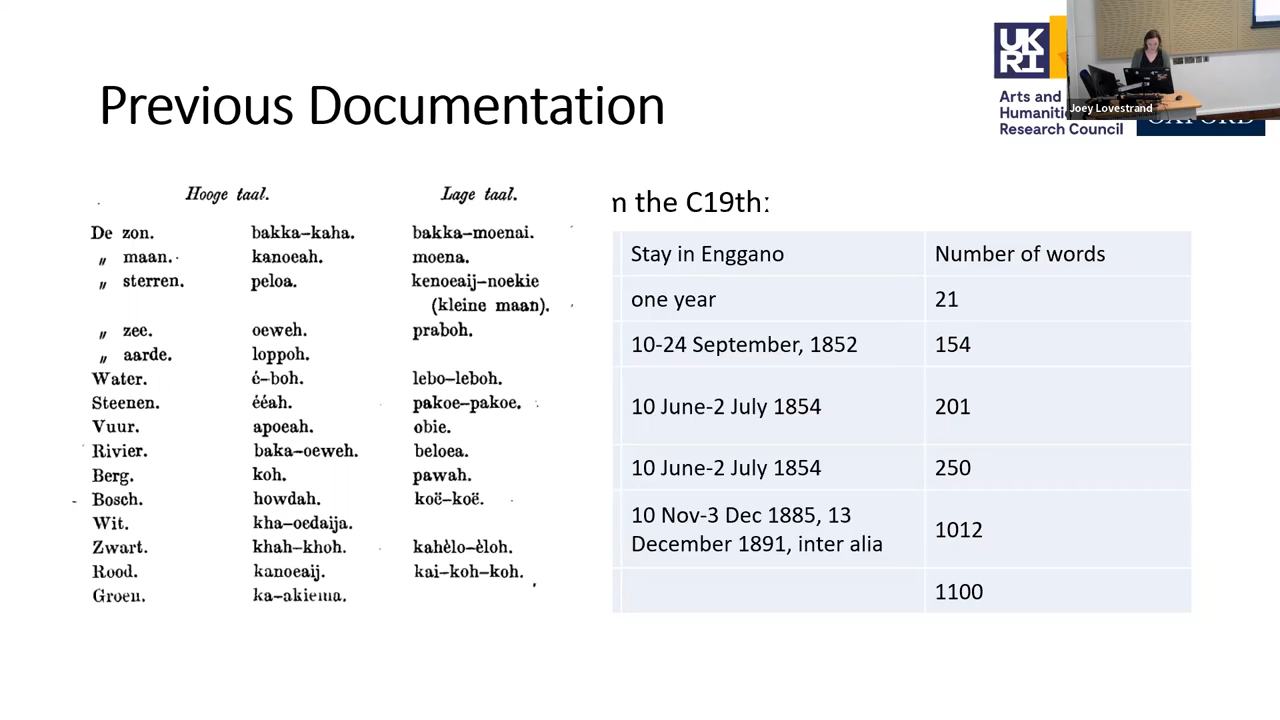 Previous Documentation
UK
RI
Arts and
Humaniti
Research Council
Joey Lovestrand
OXFORD
Hooge taal. Lage taal.
De zon. bakka-kaha. bakka-moenai.
„ maan. kanoeah. moena.
„ sterren. peloa. kenoeaij-noekie
(kleine maan).
„ zee. oeweh. praboh.
„ aarde. loppoh.
Water. é-boh. lebo-leboh.
Steenen. ééah. pakoe-pakoe.
Vuur. apoeah. obie.
Rivier. baka-oeweh. beloea.
Berg. koh. pawah.
Bosch. howdah. koë-koë.
Wit. kha-oedaija.
Zwart. khah-khoh. kahèlo-èloh.
Rood. kanoeaij. kai-koh-koh.
Groen. ka-akiema.
n the C19th:
Stay in Enggano Number of words
one year 21
10-24 September, 1852 154
10 June-2 July 1854 201
10 June-2 July 1854 250
10 Nov-3 Dec 1885, 13
December 1891, inter alia 1012
1100